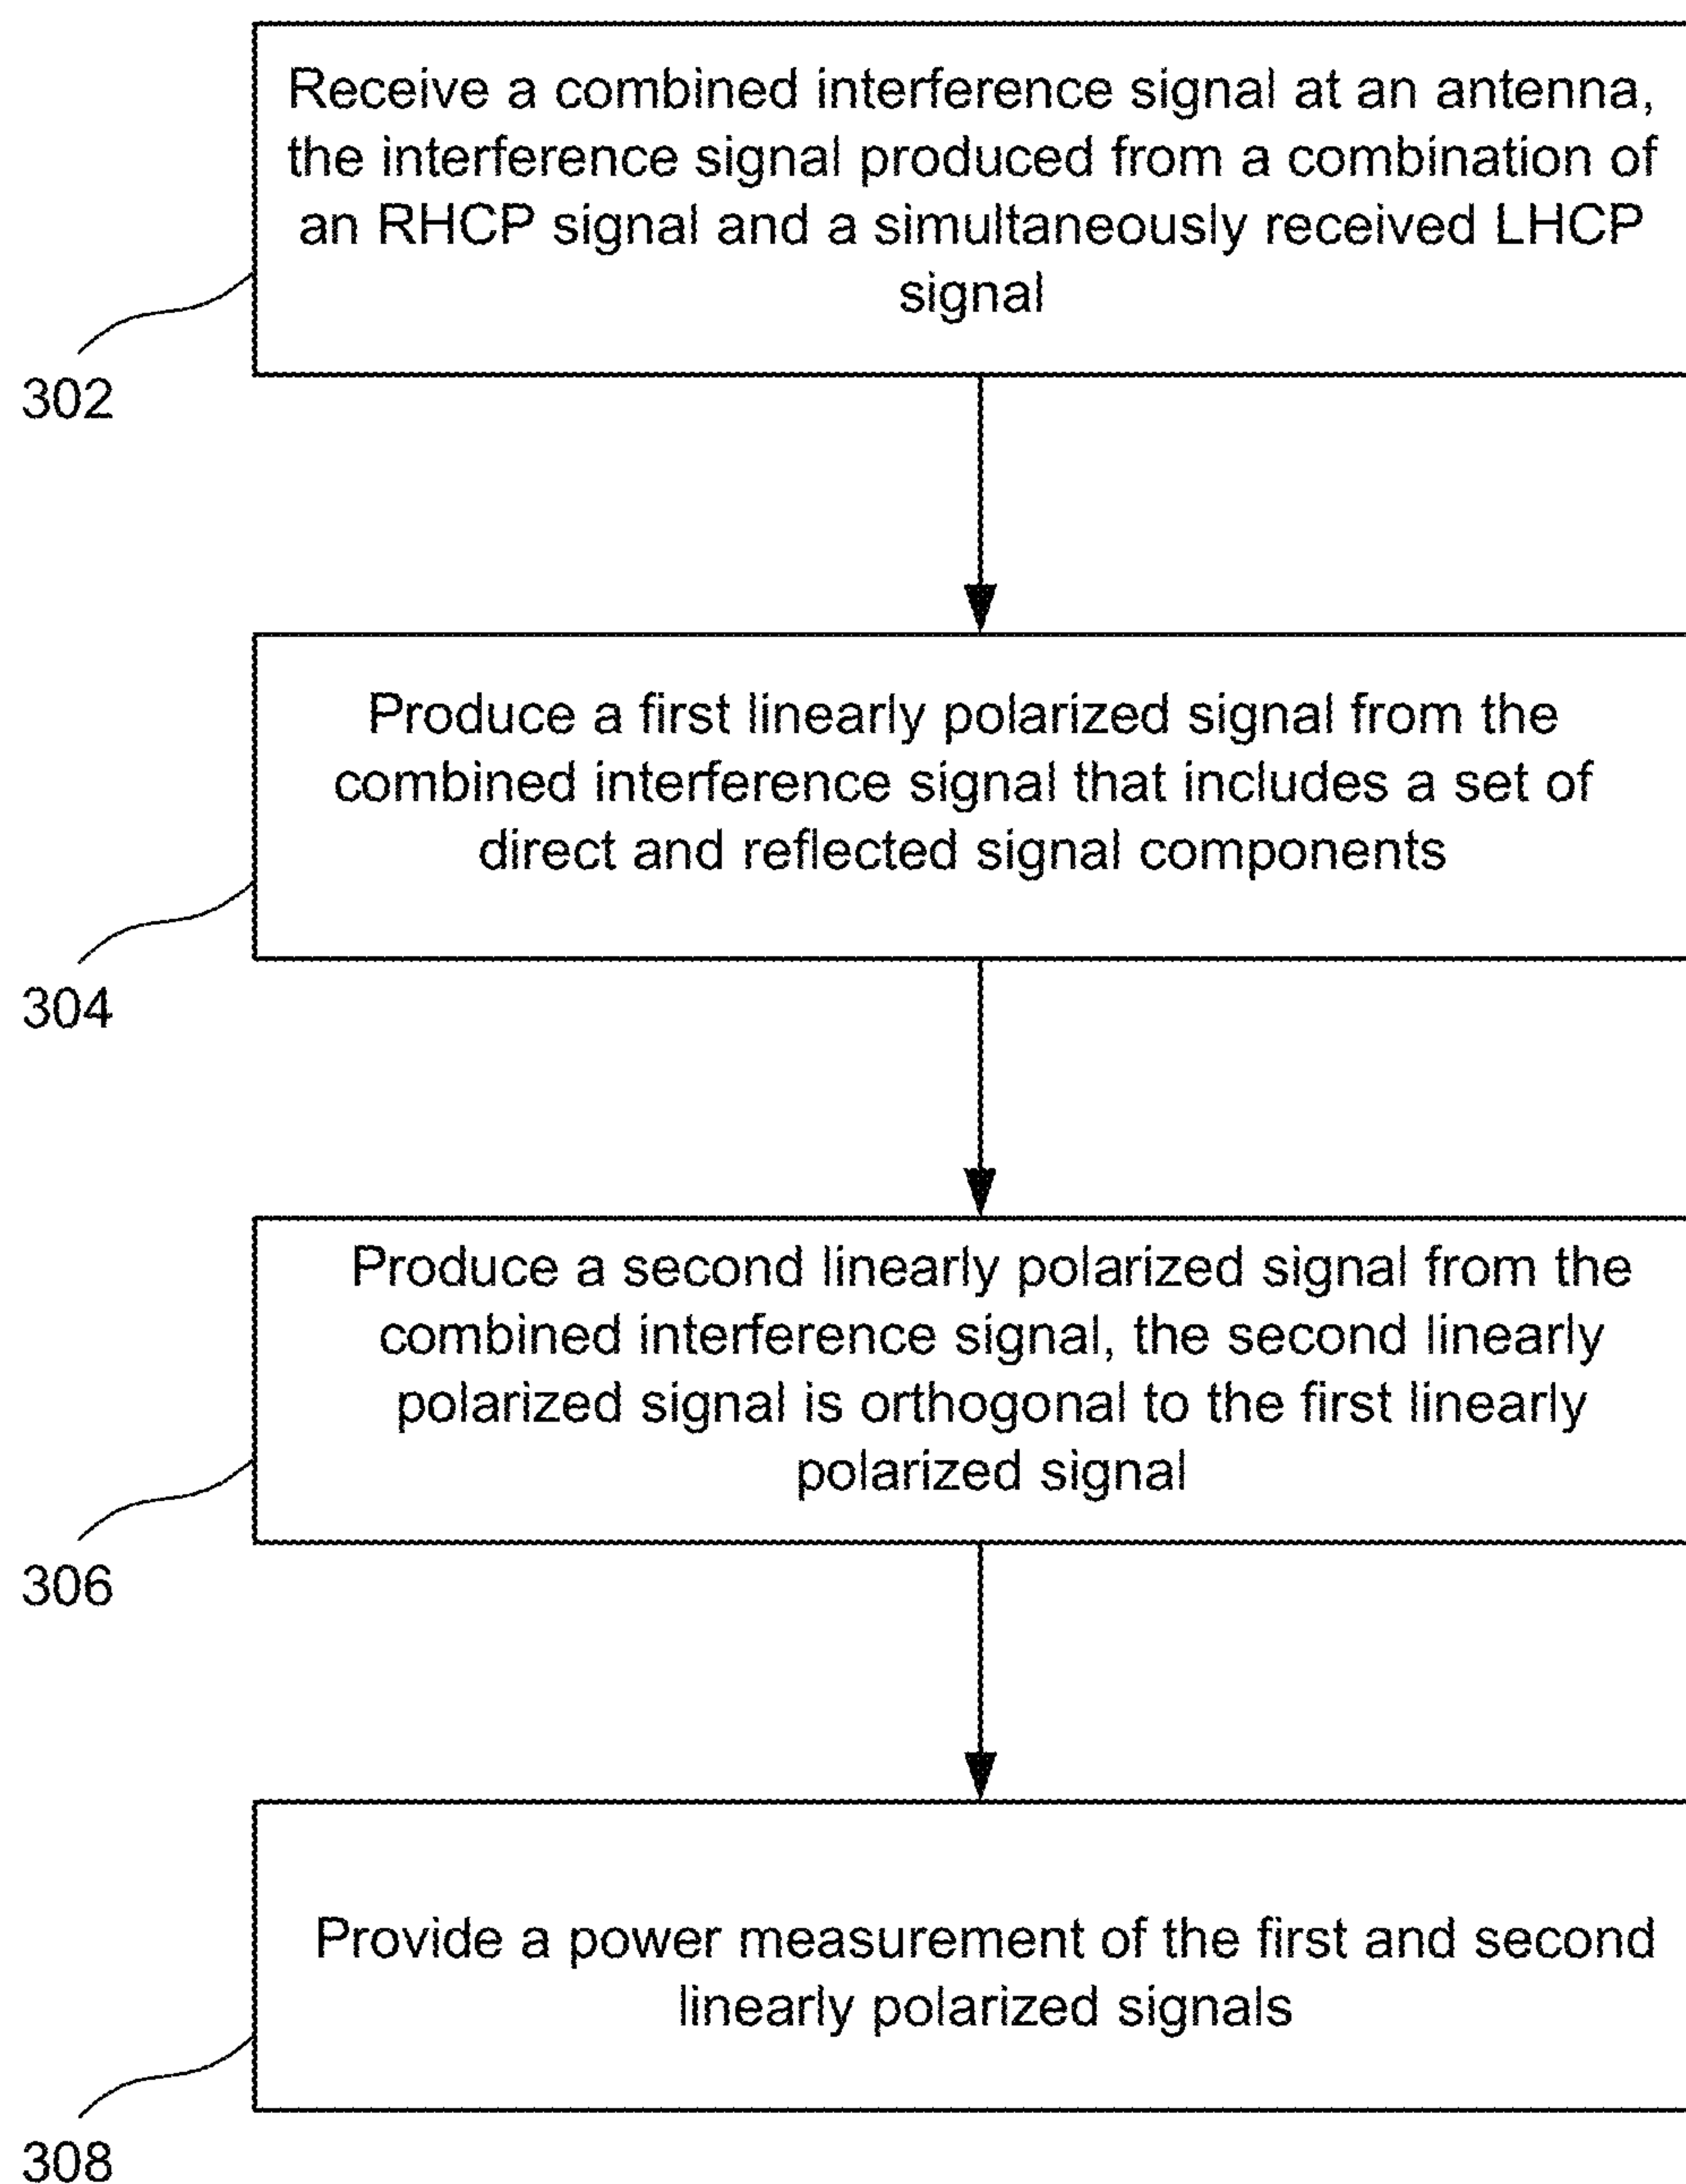 Receive a combined interference signal at an antenna,
the interference signal produced from a combination of
an RHCP signal and a simultaneously received LHCP
signal
302
Produce a first linearly polarized signal from the
combined interference signal that includes a set of
direct and reflected signal components
304
Produce a second linearly polarized signal from the
combined interference signal, the second linearly
polarized signal is orthogonal to the first linearly
polarized signal
306
Provide a power measurement of the first and second
linearly polarized signals
308